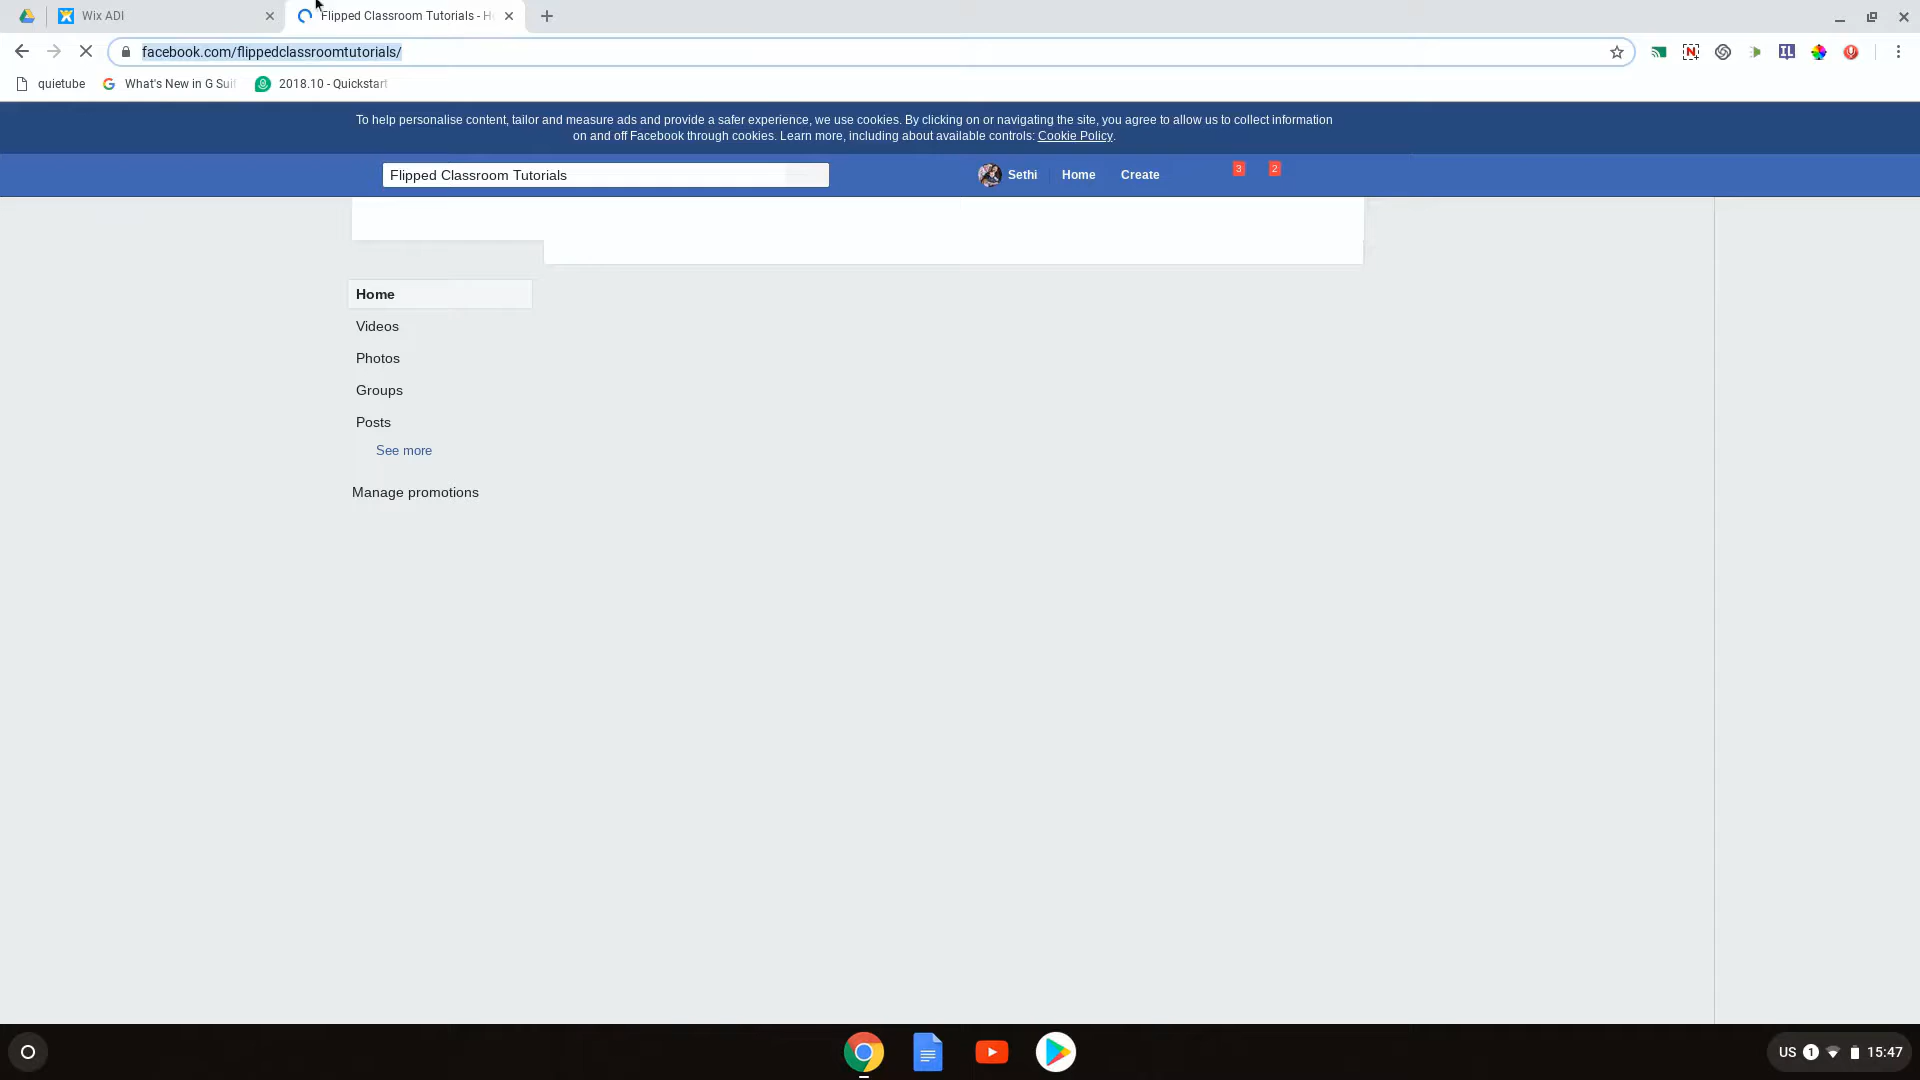 Wix ADI
Flipped Classroom Tutorials - H
facebook.com/flippedclassroomtutorials/
N
IL
quietube
What's New in G Sui
2018.10 - Quickstart
To help personalise content, tailor and measure ads and provide a safer experience, we use cookies. By clicking on or navigating the site, you agree to allow us to collect information
on and off Facebook through cookies. Learn more, including about available controls: Cookie Policy.
Flipped Classroom Tutorials
Sethi
Home
Create
3
2
Home
Videos
Photos
Groups
Posts
See more
Manage promotions
US
1
15:47